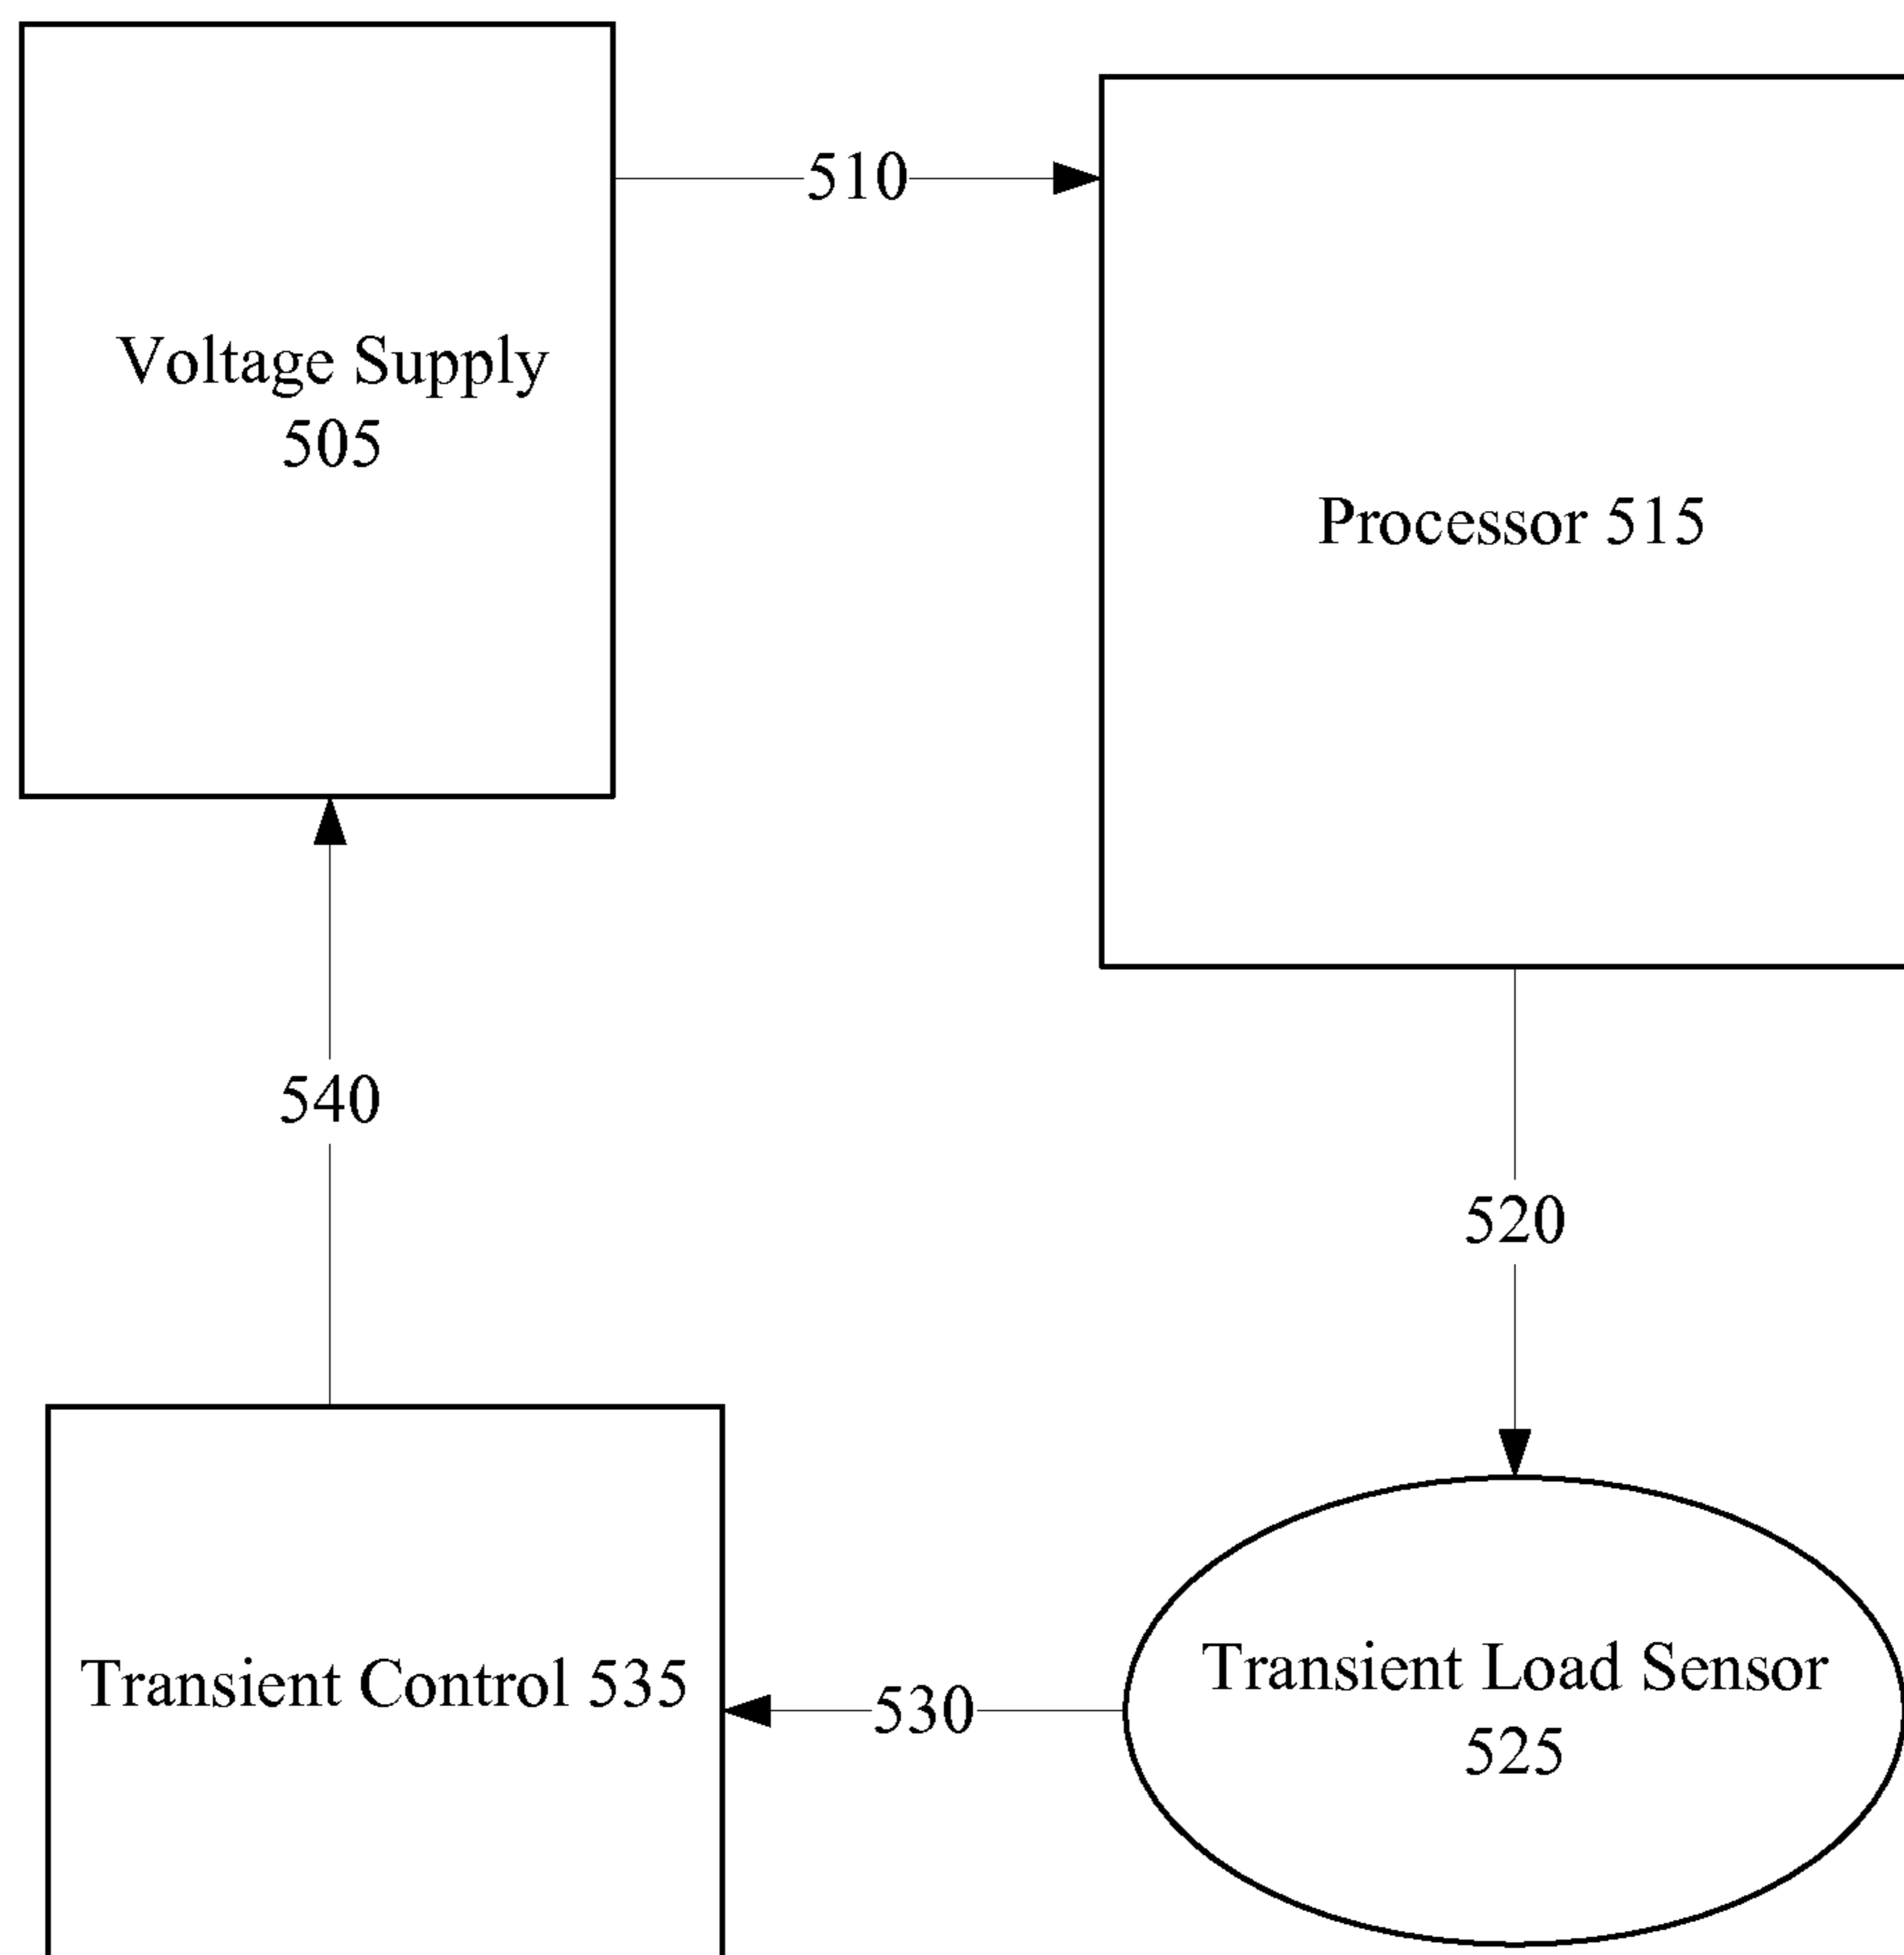 510
Voltage Supply
505
Processor 515
540
520
Transient Load Sensor
525
Transient Control 535
530